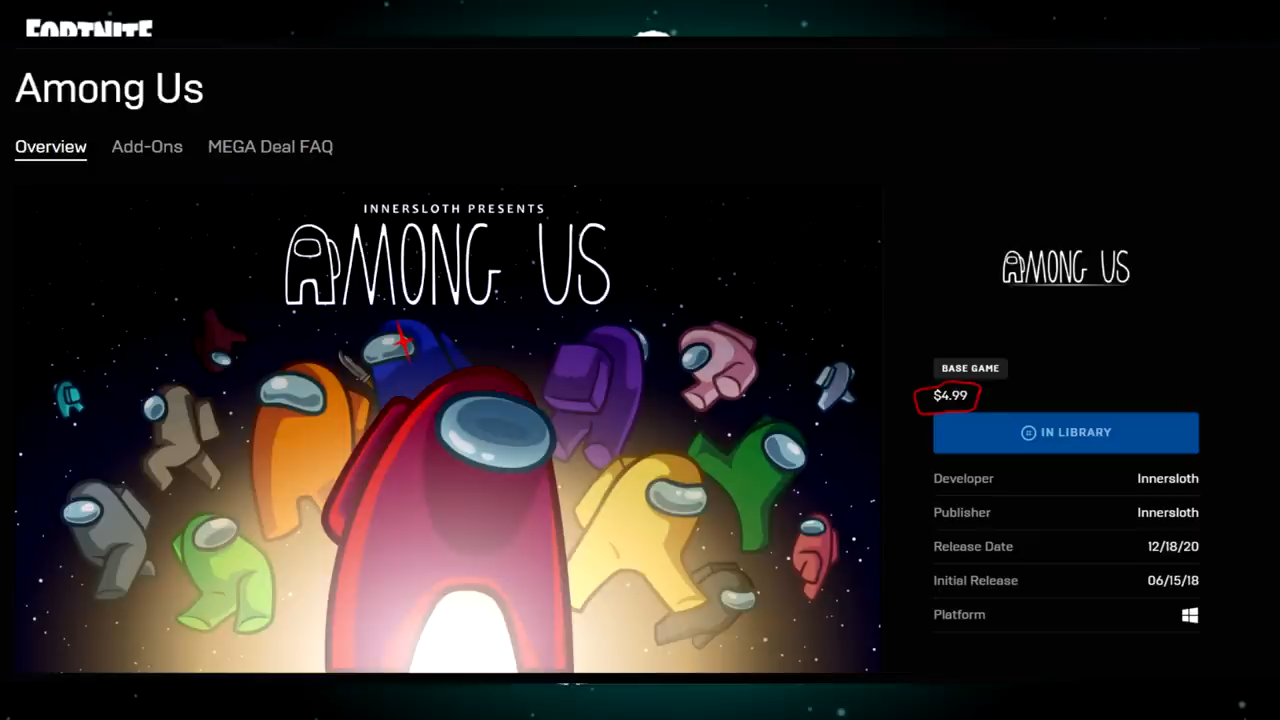 FORTNITE
Among Us
Overview Add-Ons MEGA Deal FAQ
INNERSLOTH PRESENTS
AMONG US
AMONG US
BASE GAME
$4.99
IN LIBRARY
Developer Innersloth
Publisher Innersloth
Release Date 12/18/20
Initial Release 06/15/18
Platform